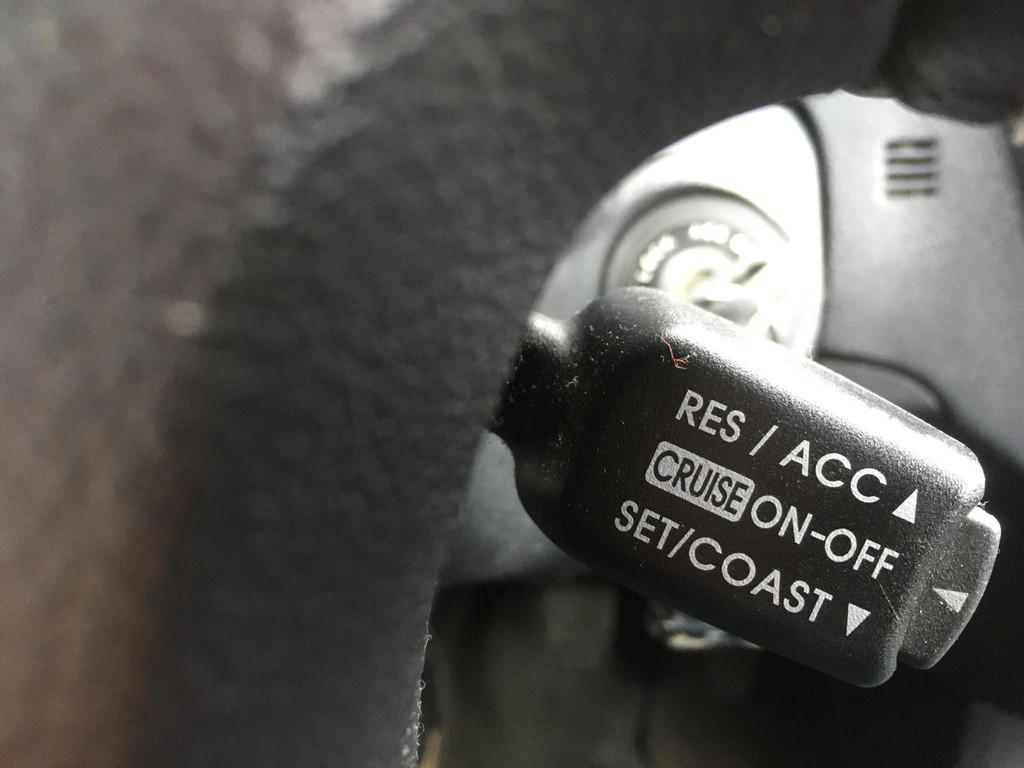 RES / ACC ▲
CRUISE ON-OFF ◀
SET/COAST ▼